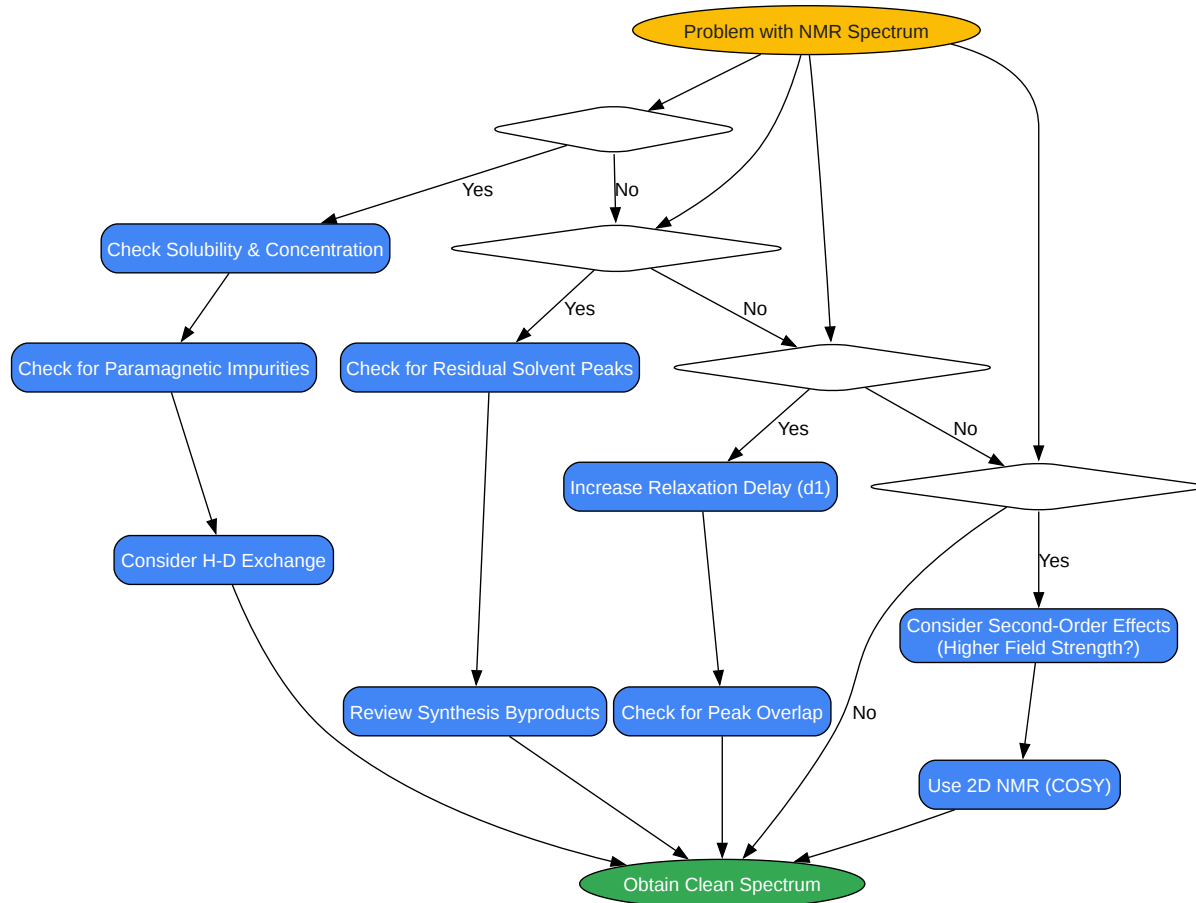 Problem with NMR Spectrum
Yes
No
Check Solubility & Concentration
Yes
No
Check for Paramagnetic Impurities
Check for Residual Solvent Peaks
Yes
No
Increase Relaxation Delay (d1)
Consider H-D Exchange
Yes
Consider Second-Order Effects
(Higher Field Strength?)
Review Synthesis Byproducts
Check for Peak Overlap
No
Use 2D NMR (COSY)
Obtain Clean Spectrum